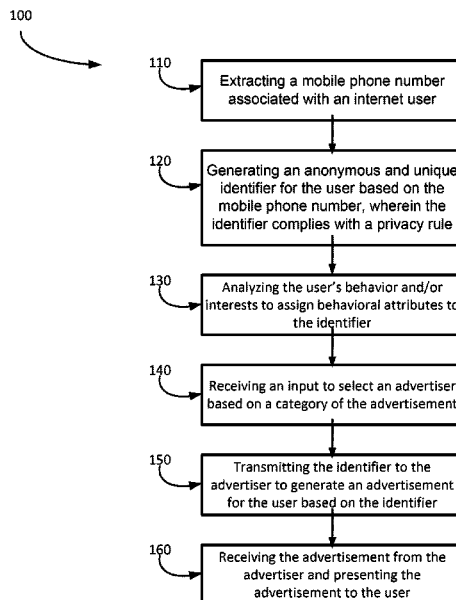 100
110
Extracting a mobile phone number
associated with an internet user
120
Generating an anonymous and unique
identifier for the user based on the
mobile phone number, wherein the
identifier complies with a privacy rule
130
Analyzing the user's behavior and/or
interests to assign behavioral attributes to
the identifier
140
Receiving an input to select an advertiser
based on a category of the advertisement
150
Transmitting the identifier to the
advertiser to generate an advertisement
for the user based on the identifier
160
Receiving the advertisement from the
advertiser and presenting the
advertisement to the user